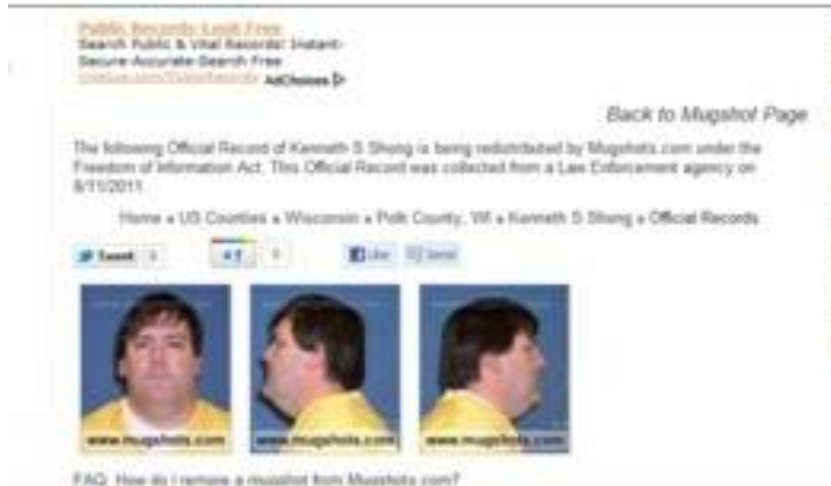 Public Records Look Free
Search Public & Vital Records! Instant-
Secure-Accurate-Search Free
AdChoices
Back to Mugshot Page
The following Official Record of Kenneth S Shong is being redistributed by Mugshots.com under the
Freedom of Information Act. This Official Record was collected from a Law Enforcement agency on
8/11/2011.
Home » US Counties » Wisconsin » Polk County, WI » Kenneth S Shong » Official Records
Tweet 0 +1 0 Like Send
www.mugshots.com www.mugshots.com www.mugshots.com
FAQ: How do I remove a mugshot from Mugshots.com?